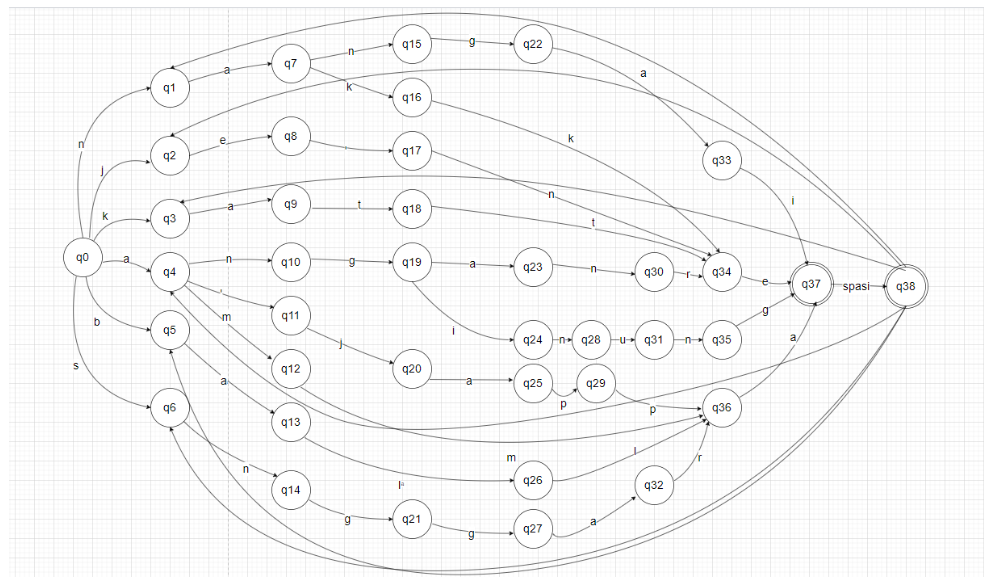 q15
g
q22
n
q7
a
a
q1
k
q16
n
k
q8
e
q17
j
q2
q33
n
i
q9
a
t
q18
k
q3
t
q0
a
q4
n
q10
g
q19
a
q23
n
q30
r
q34
e
q37
spasi
q38
q11
g
m
b
q5
i
q24
n
q28
u
q31
n
q35
j
a
s
q12
q20
a
q25
q29
a
p
p
q36
q6
q13
l
m
r
n
q26
q14
q32
g
q21
g
q27
a